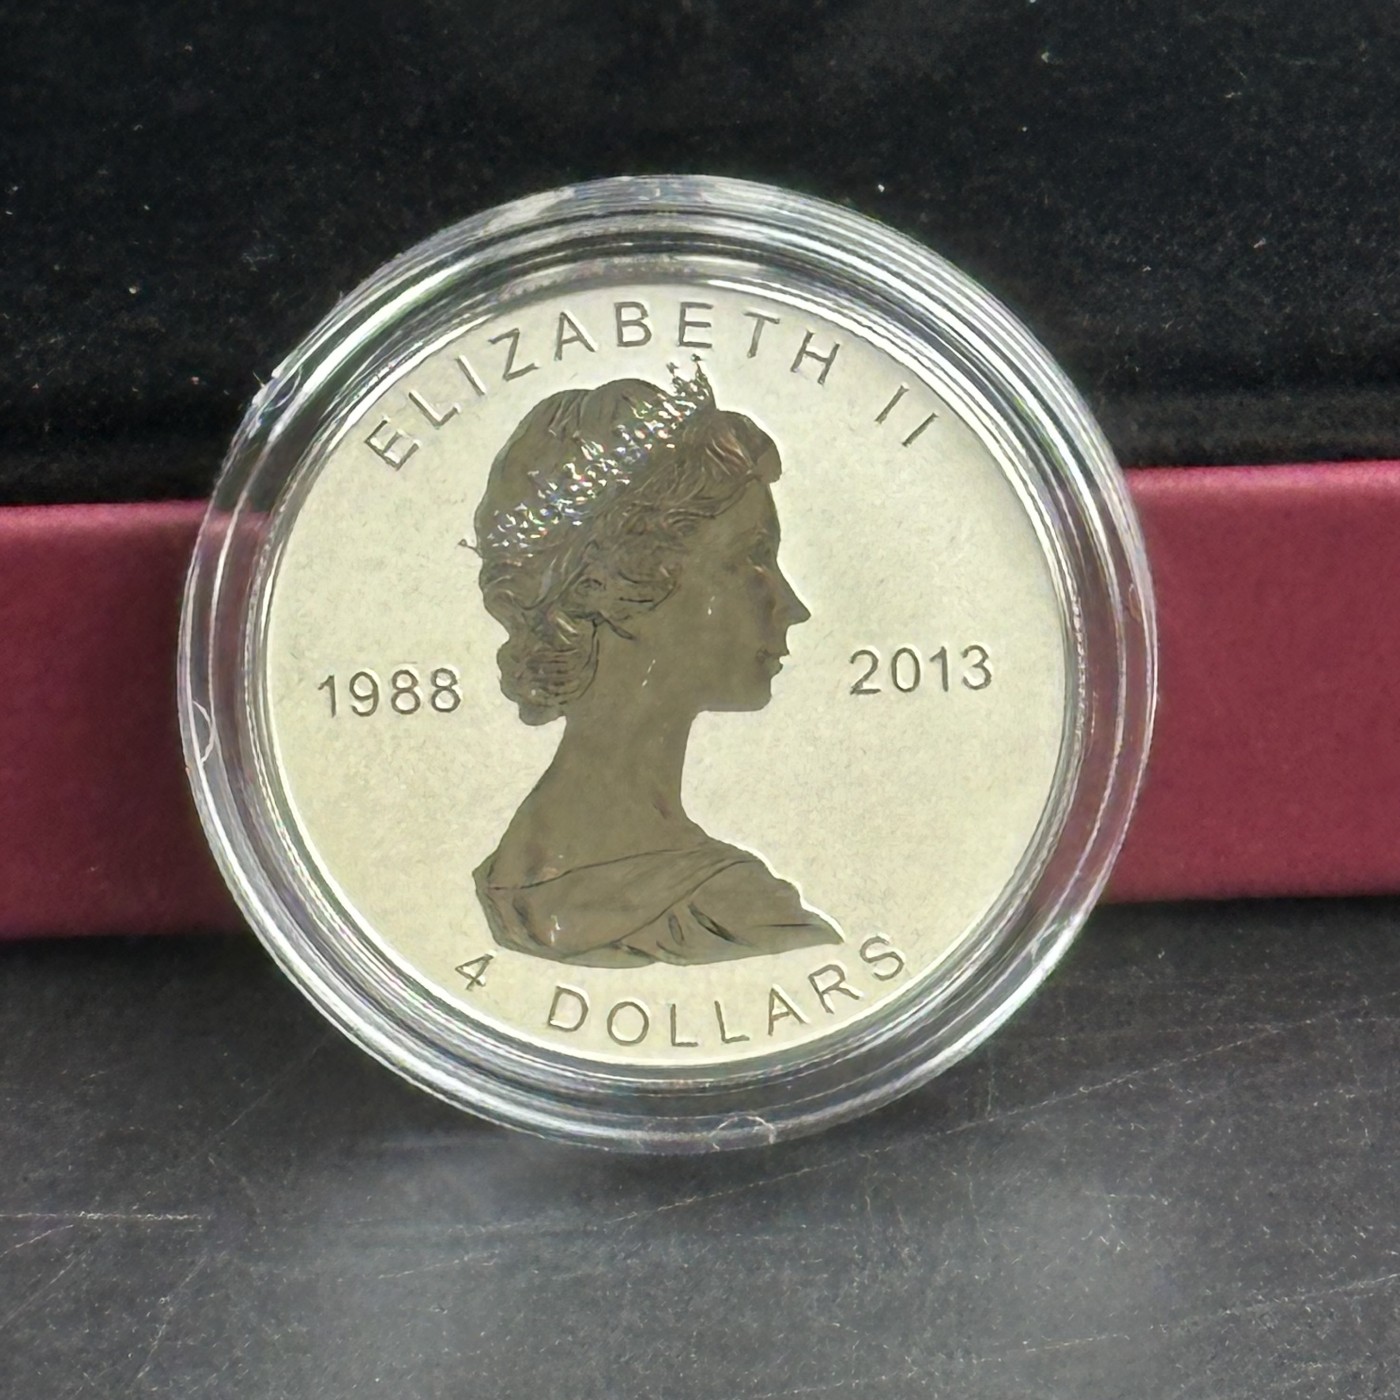 ELIZABETH II
1988
2013
4 DOLLARS